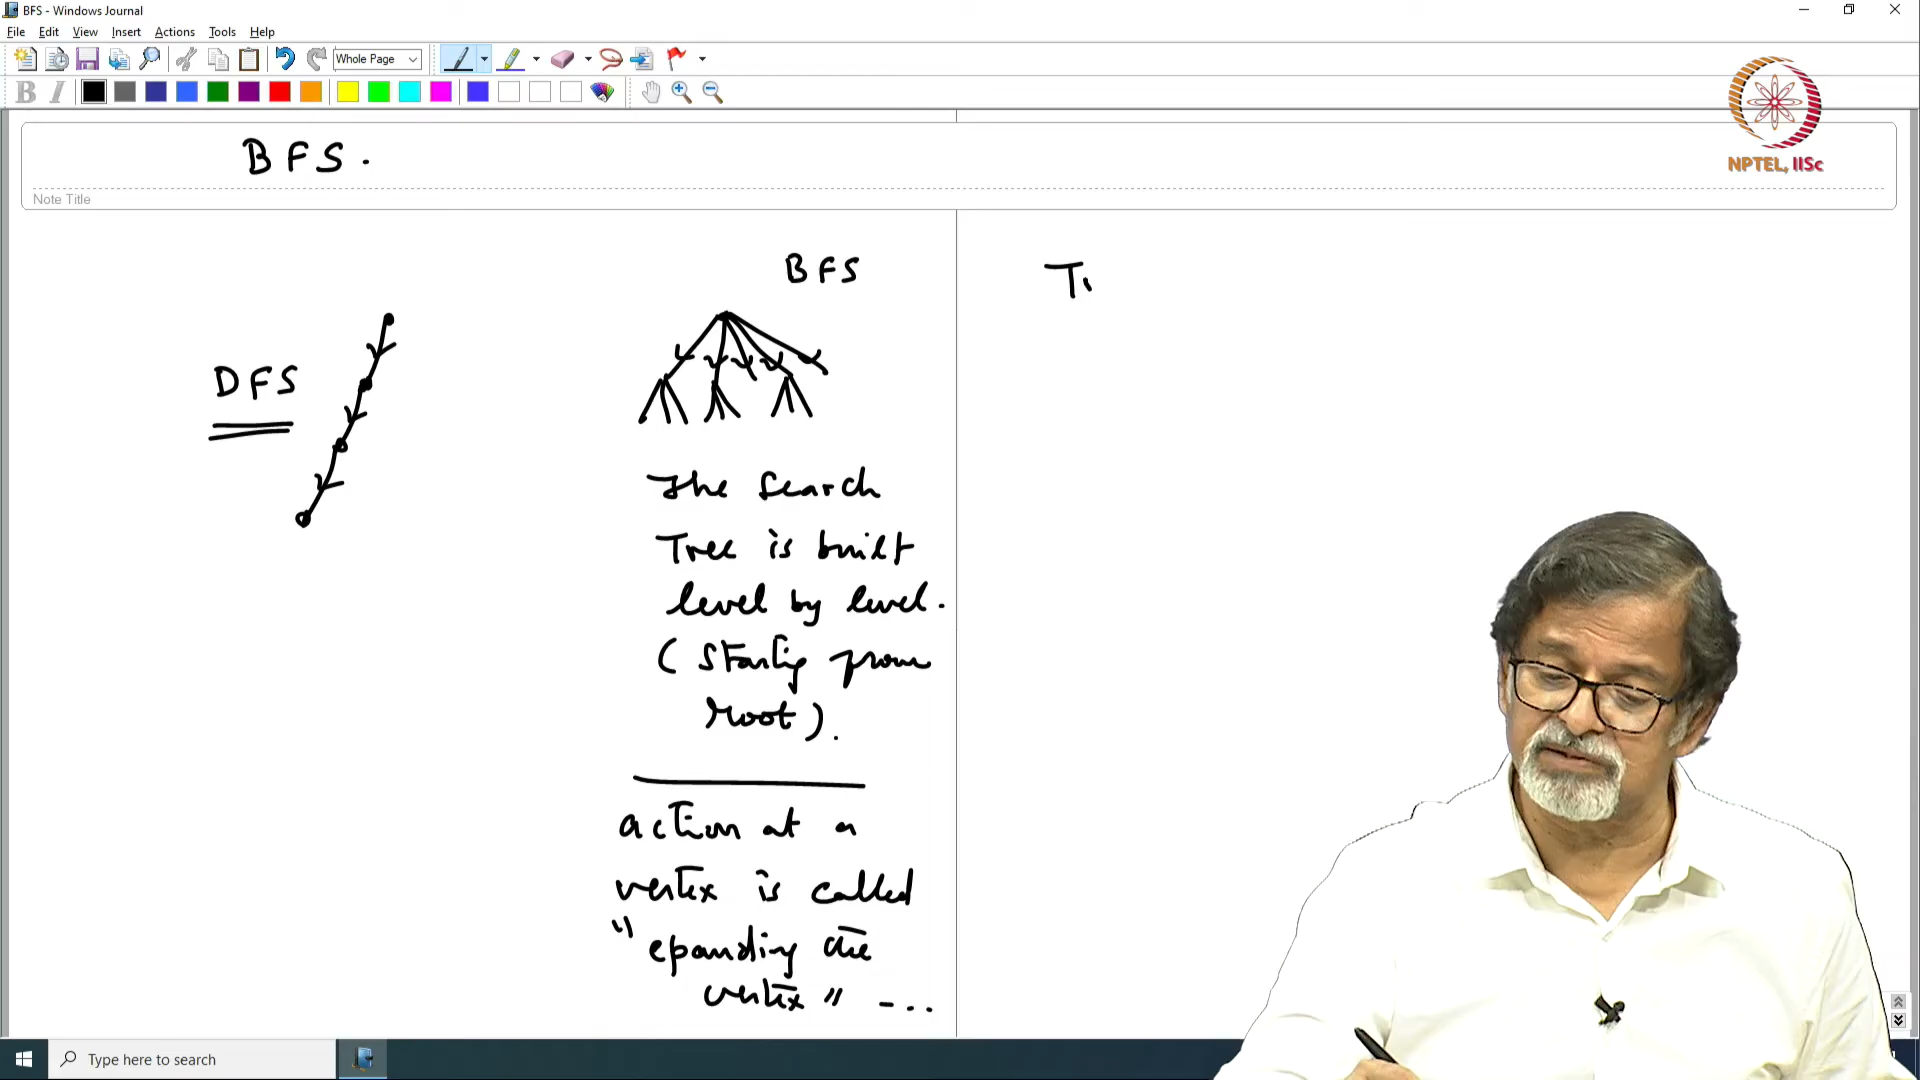 BFS - Windows Journal
File Edit View Insert Actions Tools Help
Whole Page
B I
NPTEL, IISc
BFS.
Note Title
BFS
DFS
The Search
Tree is built
level by level.
(Starting from
root).
action at a
vertex is called
"epanding the
vertex" - ...
T
Type here to search